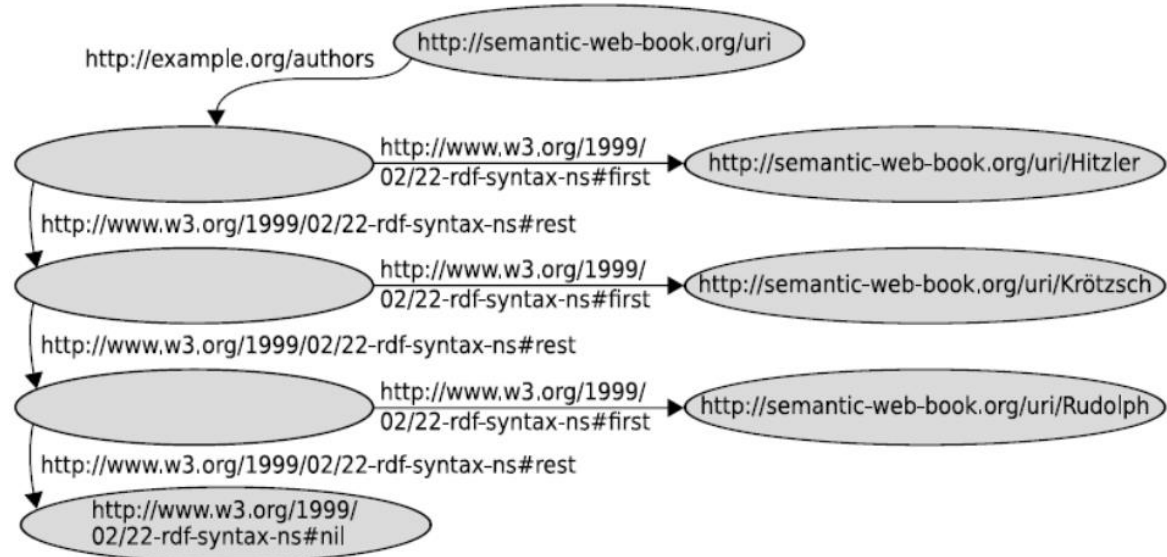 http://semantic-web-book.org/uri
http://example.org/authors
http://www.w3.org/1999/
02/22-rdf-syntax-ns#first
http://semantic-web-book.org/uri/Hitzler
http://www.w3.org/1999/02/22-rdf-syntax-ns#rest
http://www.w3.org/1999/
02/22-rdf-syntax-ns#first
http://semantic-web-book.org/uri/Krötzsch
http://www.w3.org/1999/02/22-rdf-syntax-ns#rest
http://www.w3.org/1999/
02/22-rdf-syntax-ns#first
http://semantic-web-book.org/uri/Rudolph
http://www.w3.org/1999/02/22-rdf-syntax-ns#rest
http://www.w3.org/1999/
02/22-rdf-syntax-ns#nil